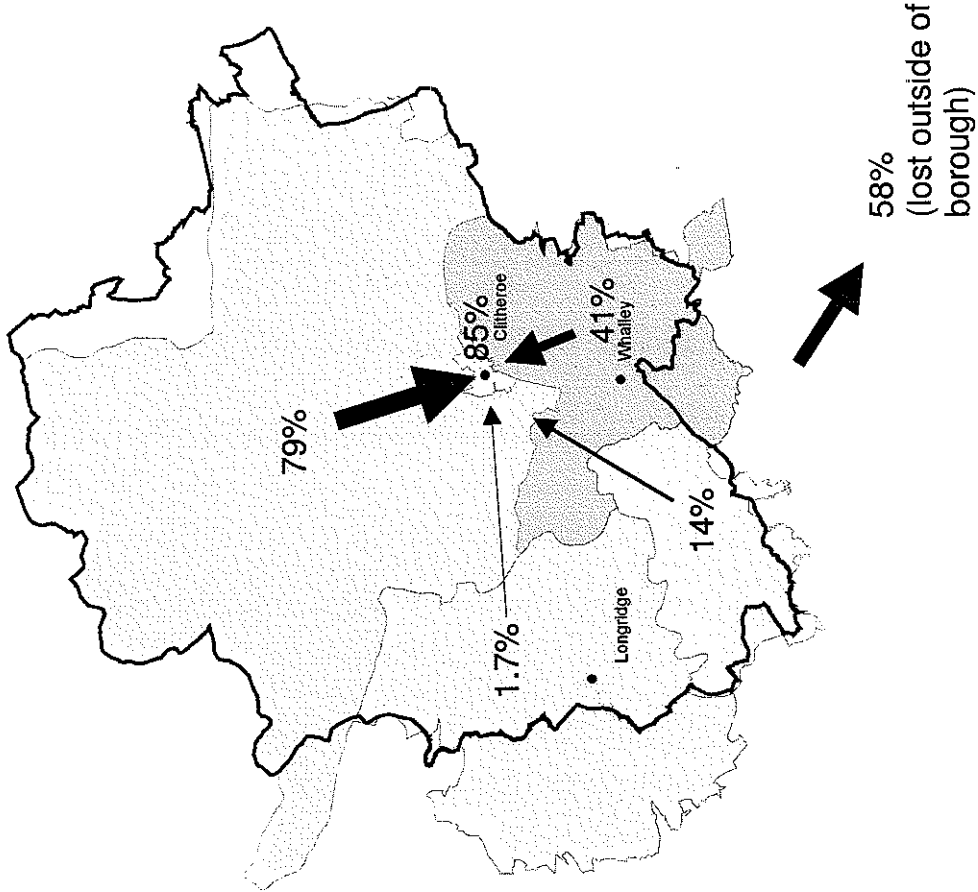 79%
85%
Clitheroe
41%
Whalley
1.7%
14%
Longridge
58%
(lost outside of
borough)